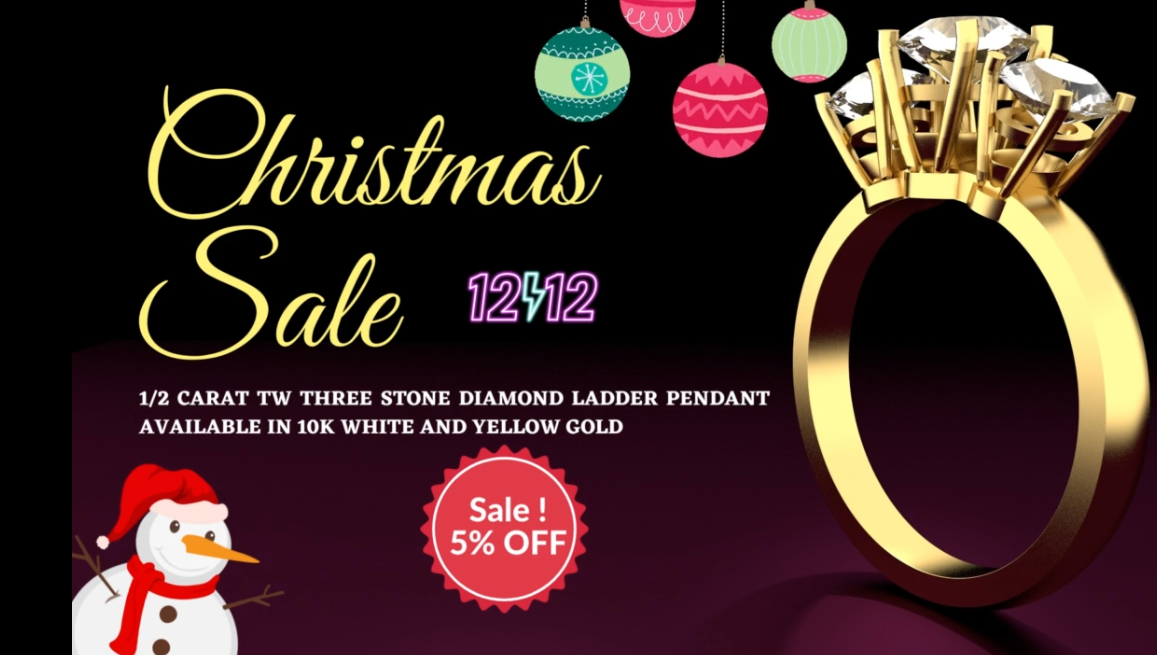 Christmas
Sale
12 12
1/2 CARAT TW THREE STONE DIAMOND LADDER PENDANT
AVAILABLE IN 10K WHITE AND YELLOW GOLD
Sale !
5% OFF